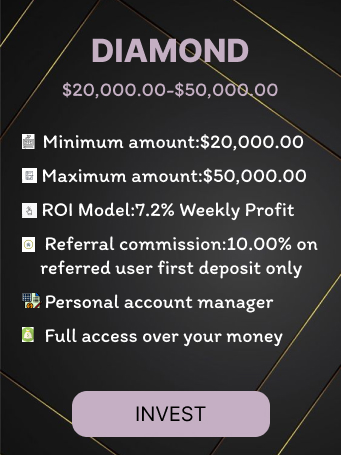 DIAMOND
$20,000.00-$50,000.00
Minimum amount:$20,000.00
Maximum amount:$50,000.00
ROI Model:7.2% Weekly Profit
Referral commission:10.00% on
referred user first deposit only
Personal account manager
Full access over your money
INVEST